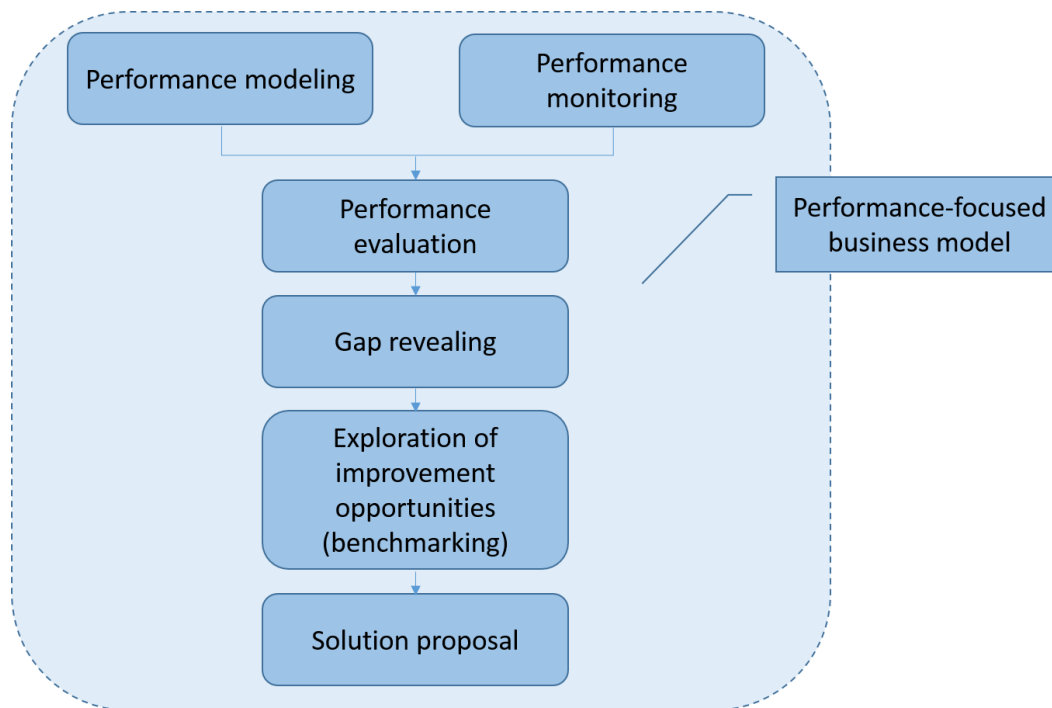 Performance modeling
Performance
monitoring
Performance
evaluation
Performance-focused
business model
Gap revealing
Exploration of
improvement
opportunities
(benchmarking)
Solution proposal